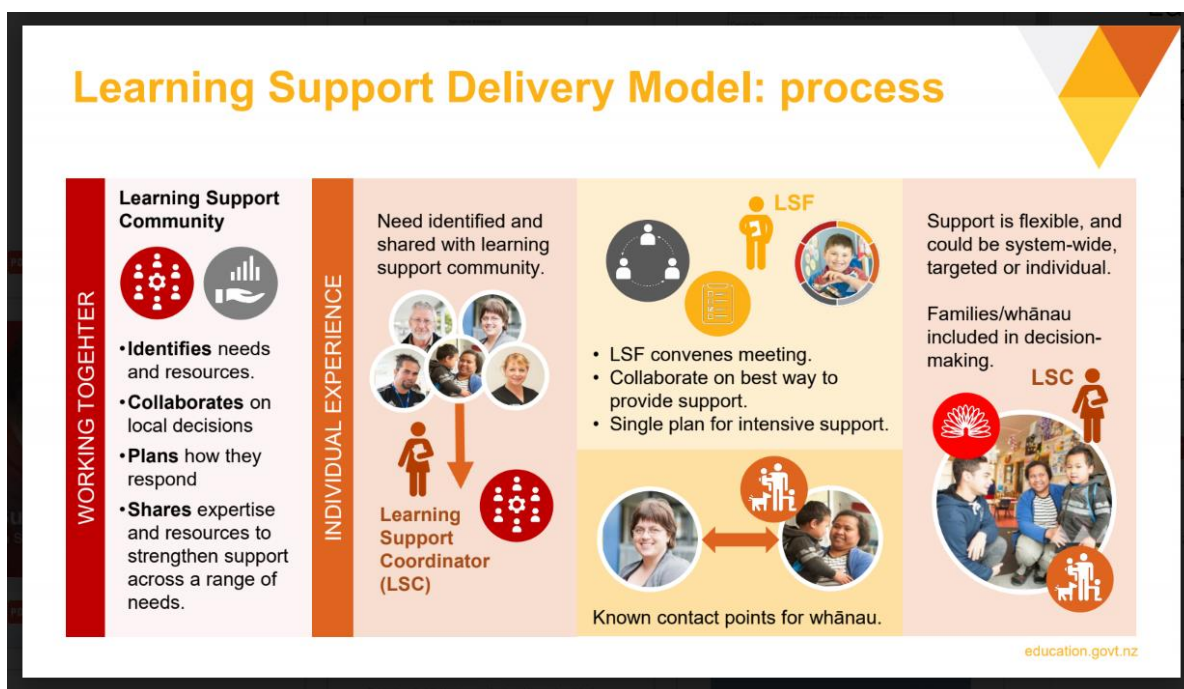 Learning Support Delivery Model: process
WORKING TOGEHTER
Learning Support
Community
•Identifies needs
and resources.
•Collaborates on
local decisions
•Plans how they
respond
•Shares expertise
and resources to
strengthen support
across a range of
needs.
INDIVIDUAL EXPERIENCE
Need identified and
shared with learning
support community.
Learning
Support
Coordinator
(LSC)
LSF
• LSF convenes meeting.
• Collaborate on best way to
provide support.
• Single plan for intensive support.
Known contact points for whānau.
Support is flexible, and
could be system-wide,
targeted or individual.
Families/whānau
included in decision-
making.
LSC
education.govt.nz